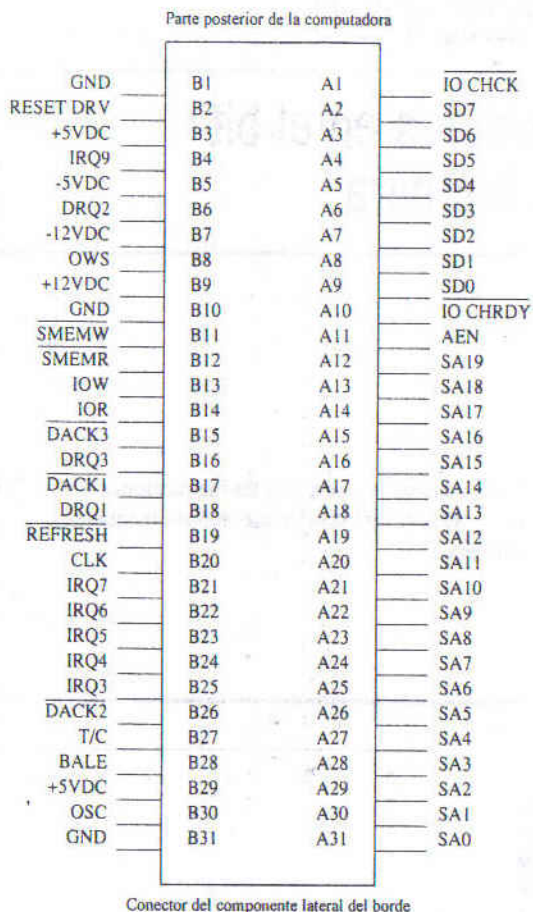 Parte posterior de la computadora
GND B1 A1 IO CHCK
RESET DRV B2 A2 SD7
+5VDC B3 A3 SD6
IRQ9 B4 A4 SD5
-5VDC B5 A5 SD4
DRQ2 B6 A6 SD3
-12VDC B7 A7 SD2
OWS B8 A8 SD1
+12VDC B9 A9 SD0
GND B10 A10 IO CHRDY
SMEMW B11 A11 AEN
SMEMR B12 A12 SA19
IOW B13 A13 SA18
IOR B14 A14 SA17
DACK3 B15 A15 SA16
DRQ3 B16 A16 SA15
DACK1 B17 A17 SA14
DRQ1 B18 A18 SA13
REFRESH B19 A19 SA12
CLK B20 A20 SA11
IRQ7 B21 A21 SA10
IRQ6 B22 A22 SA9
IRQ5 B23 A23 SA8
IRQ4 B24 A24 SA7
IRQ3 B25 A25 SA6
DACK2 B26 A26 SA5
T/C B27 A27 SA4
BALE B28 A28 SA3
+5VDC B29 A29 SA2
OSC B30 A30 SA1
GND B31 A31 SA0
Conector del componente lateral del borde